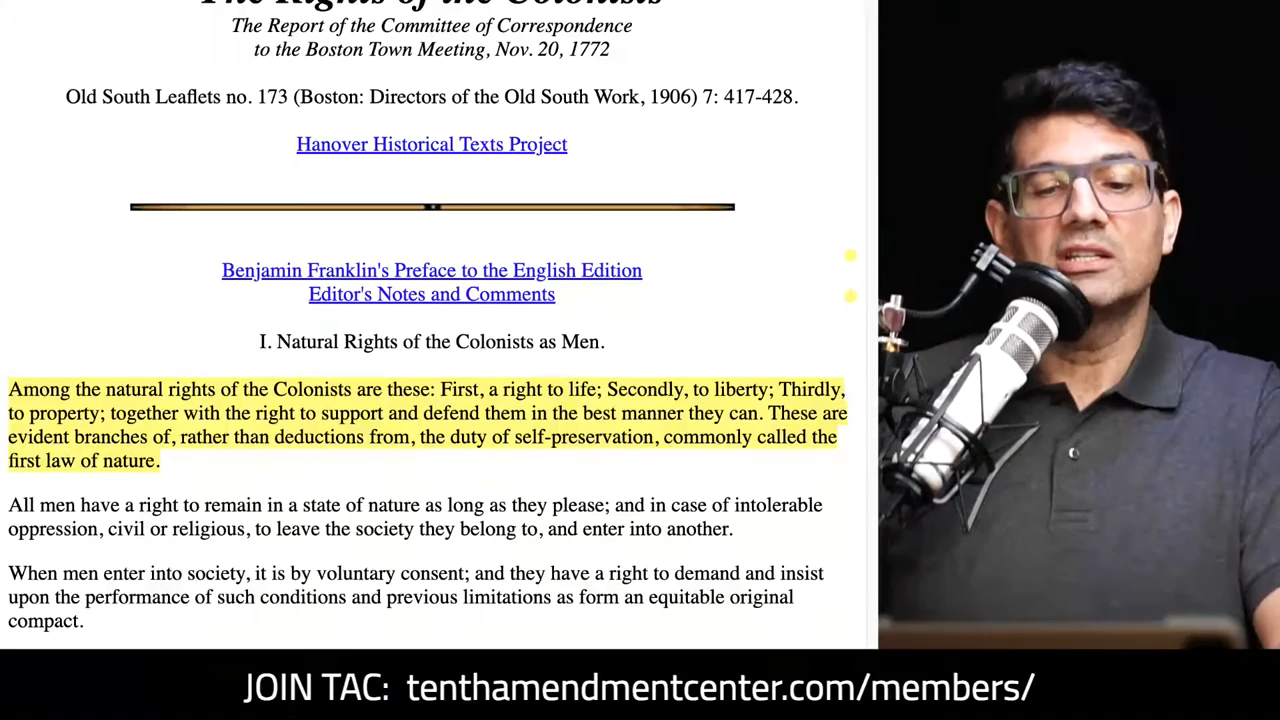 The Rights of the Colonists
The Report of the Committee of Correspondence
to the Boston Town Meeting, Nov. 20, 1772
Old South Leaflets no. 173 (Boston: Directors of the Old South Work, 1906) 7: 417-428.
Hanover Historical Texts Project
Benjamin Franklin's Preface to the English Edition
Editor's Notes and Comments
I. Natural Rights of the Colonists as Men.
Among the natural rights of the Colonists are these: First, a right to life; Secondly, to liberty; Thirdly,
to property; together with the right to support and defend them in the best manner they can. These are
evident branches of, rather than deductions from, the duty of self-preservation, commonly called the
first law of nature.
All men have a right to remain in a state of nature as long as they please; and in case of intolerable
oppression, civil or religious, to leave the society they belong to, and enter into another.
When men enter into society, it is by voluntary consent; and they have a right to demand and insist
upon the performance of such conditions and previous limitations as form an equitable original
compact.
JOIN TAC: tenthamendmentcenter.com/members/